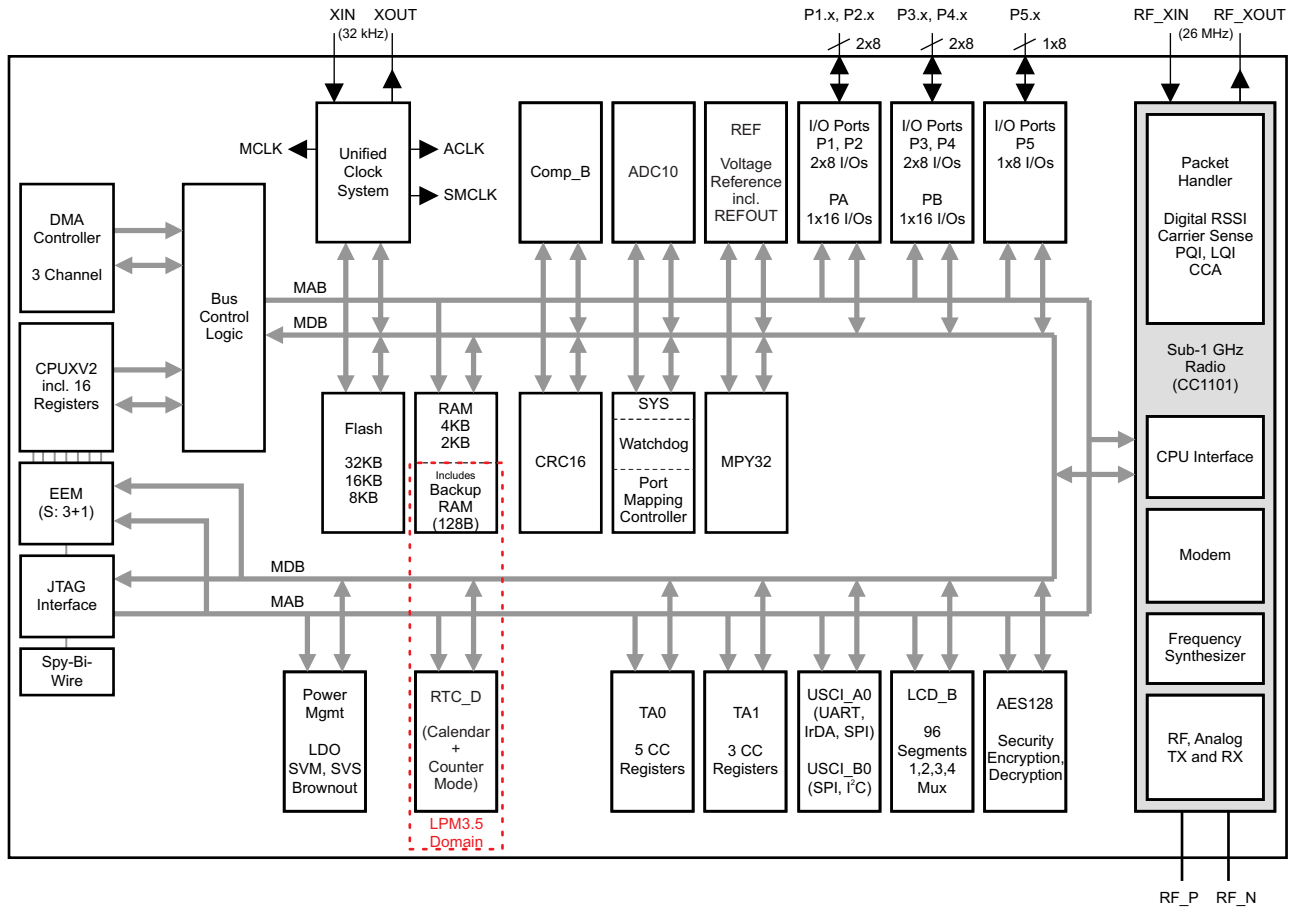 XIN XOUT
(32 kHz)
P1.x, P2.x
2x8
P3.x, P4.x
2x8
P5.x
1x8
RF_XIN RF_XOUT
(26 MHz)
MCLK
Unified
Clock
System
ACLK
SMCLK
Comp_B
ADC10
REF
Voltage
Reference
incl.
REFOUT
I/O Ports
P1, P2
2x8 I/Os
PA
1x16 I/Os
I/O Ports
P3, P4
2x8 I/Os
PB
1x16 I/Os
I/O Ports
P5
1x8 I/Os
Packet
Handler
Digital RSSI
Carrier Sense
PQI, LQI
CCA
DMA
Controller
3 Channel
Bus
Control
Logic
MAB
MDB
CPUXV2
incl. 16
Registers
Sub-1 GHz
Radio
(CC1101)
Flash
32KB
16KB
8KB
RAM
4KB
2KB
Includes
Backup
RAM
(128B)
CRC16
SYS
Watchdog
Port
Mapping
Controller
MPY32
CPU Interface
EEM
(S: 3+1)
Modem
JTAG
Interface
MDB
MAB
Spy-Bi-
Wire
Frequency
Synthesizer
Power
Mgmt
LDO
SVM, SVS
Brownout
RTC_D
(Calendar
+
Counter
Mode)
LPM3.5
Domain
TA0
5 CC
Registers
TA1
3 CC
Registers
USCI_A0
(UART,
IrDA, SPI)
USCI_B0
(SPI, I²C)
LCD_B
96
Segments
1,2,3,4
Mux
AES128
Security
Encryption,
Decryption
RF, Analog
TX and RX
RF_P RF_N